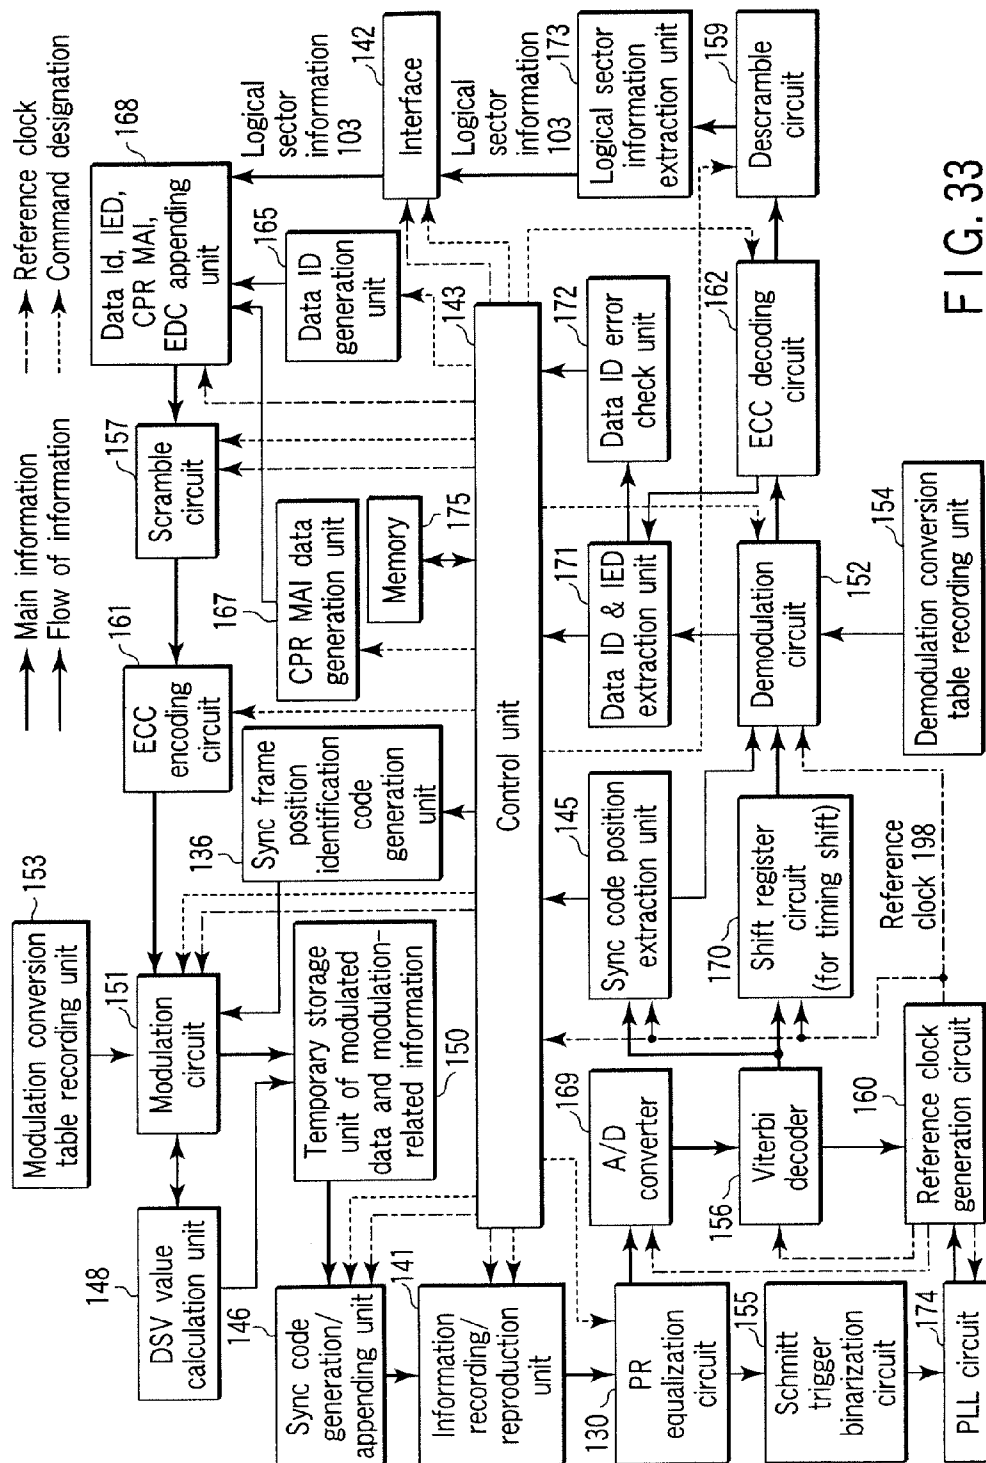 Main information
Flow of information
Reference clock
Command designation
153
Modulation conversion
table recording unit
148
DSV value
calculation unit
151
Modulation
circuit
161
ECC
encoding
circuit
157
Scramble
circuit
168
Data Id, IED,
CPR MAI,
EDC appending
unit
Logical
sector
information
103
142
Interface
Logical
sector
information
103
173
Logical sector
information
extraction unit
159
Descramble
circuit
165
Data ID
generation
unit
167
CPR MAI data
generation unit
175
Memory
136
Sync frame
position
identification
code
generation
unit
Temporary storage
unit of modulated
data and modulation-
related information
150
146
Sync code
generation/
appending unit
141
Information
recording/
reproduction
unit
143
Control unit
172
Data ID error
check unit
171
Data ID & IED
extraction unit
162
ECC decoding
circuit
145
Sync code position
extraction unit
152
Demodulation
circuit
154
Demodulation conversion
table recording unit
170
Shift register
circuit
(for timing shift)
Reference
clock 198
169
A/D
converter
156
Viterbi
decoder
160
Reference clock
generation circuit
130
PR
equalization
circuit
155
Schmitt
trigger
binarization
circuit
174
PLL circuit
FIG. 33